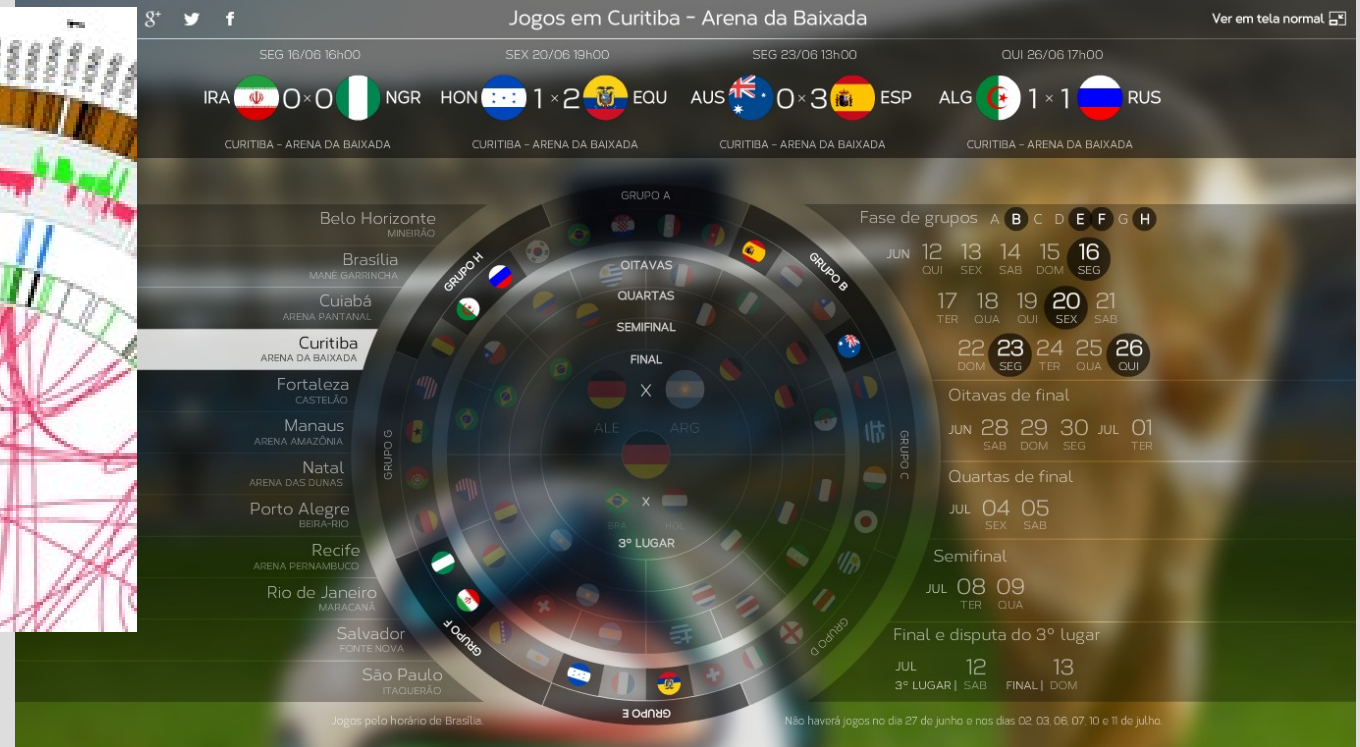 Jogos em Curitiba - Arena da Baixada
Ver em tela normal
SEG 16/06 16h00
IRA 0 × 0 NGR
CURITIBA - ARENA DA BAIXADA
SEX 20/06 19h00
HON 1 × 2 EQU
CURITIBA - ARENA DA BAIXADA
SEG 23/06 13h00
AUS 0 × 3 ESP
CURITIBA - ARENA DA BAIXADA
QUI 26/06 17h00
ALG 1 × 1 RUS
CURITIBA - ARENA DA BAIXADA
Belo Horizonte
MINEIRÃO
Brasília
MANÉ GARRINCHA
Cuiabá
ARENA PANTANAL
Curitiba
ARENA DA BAIXADA
Fortaleza
CASTELÃO
Manaus
ARENA AMAZÔNIA
Natal
ARENA DAS DUNAS
Porto Alegre
BEIRA-RIO
Recife
ARENA PERNAMBUCO
Rio de Janeiro
MARACANÃ
Salvador
FONTE NOVA
São Paulo
ITAQUERÃO
GRUPO A
GRUPO B
GRUPO C
GRUPO D
GRUPO E
GRUPO F
GRUPO G
GRUPO H
OITAVAS
QUARTAS
SEMIFINAL
FINAL
X
ALE ARG
X
BRA HOL
3º LUGAR
Fase de grupos A B C D E F G H
JUN 12 13 14 15 16
QUI SEX SAB DOM SEG
17 18 19 20 21
TER QUA QUI SEX SAB
22 23 24 25 26
DOM SEG TER QUA QUI
Oitavas de final
JUN 28 29 30 JUL 01
SAB DOM SEG TER
Quartas de final
JUL 04 05
SEX SAB
Semifinal
JUL 08 09
TER QUA
Final e disputa do 3º lugar
JUL 12 13
3º LUGAR | SAB FINAL | DOM
Jogos pelo horário de Brasília.
Não haverá jogos no dia 27 de junho e nos dias 02, 03, 06, 07, 10 e 11 de julho.